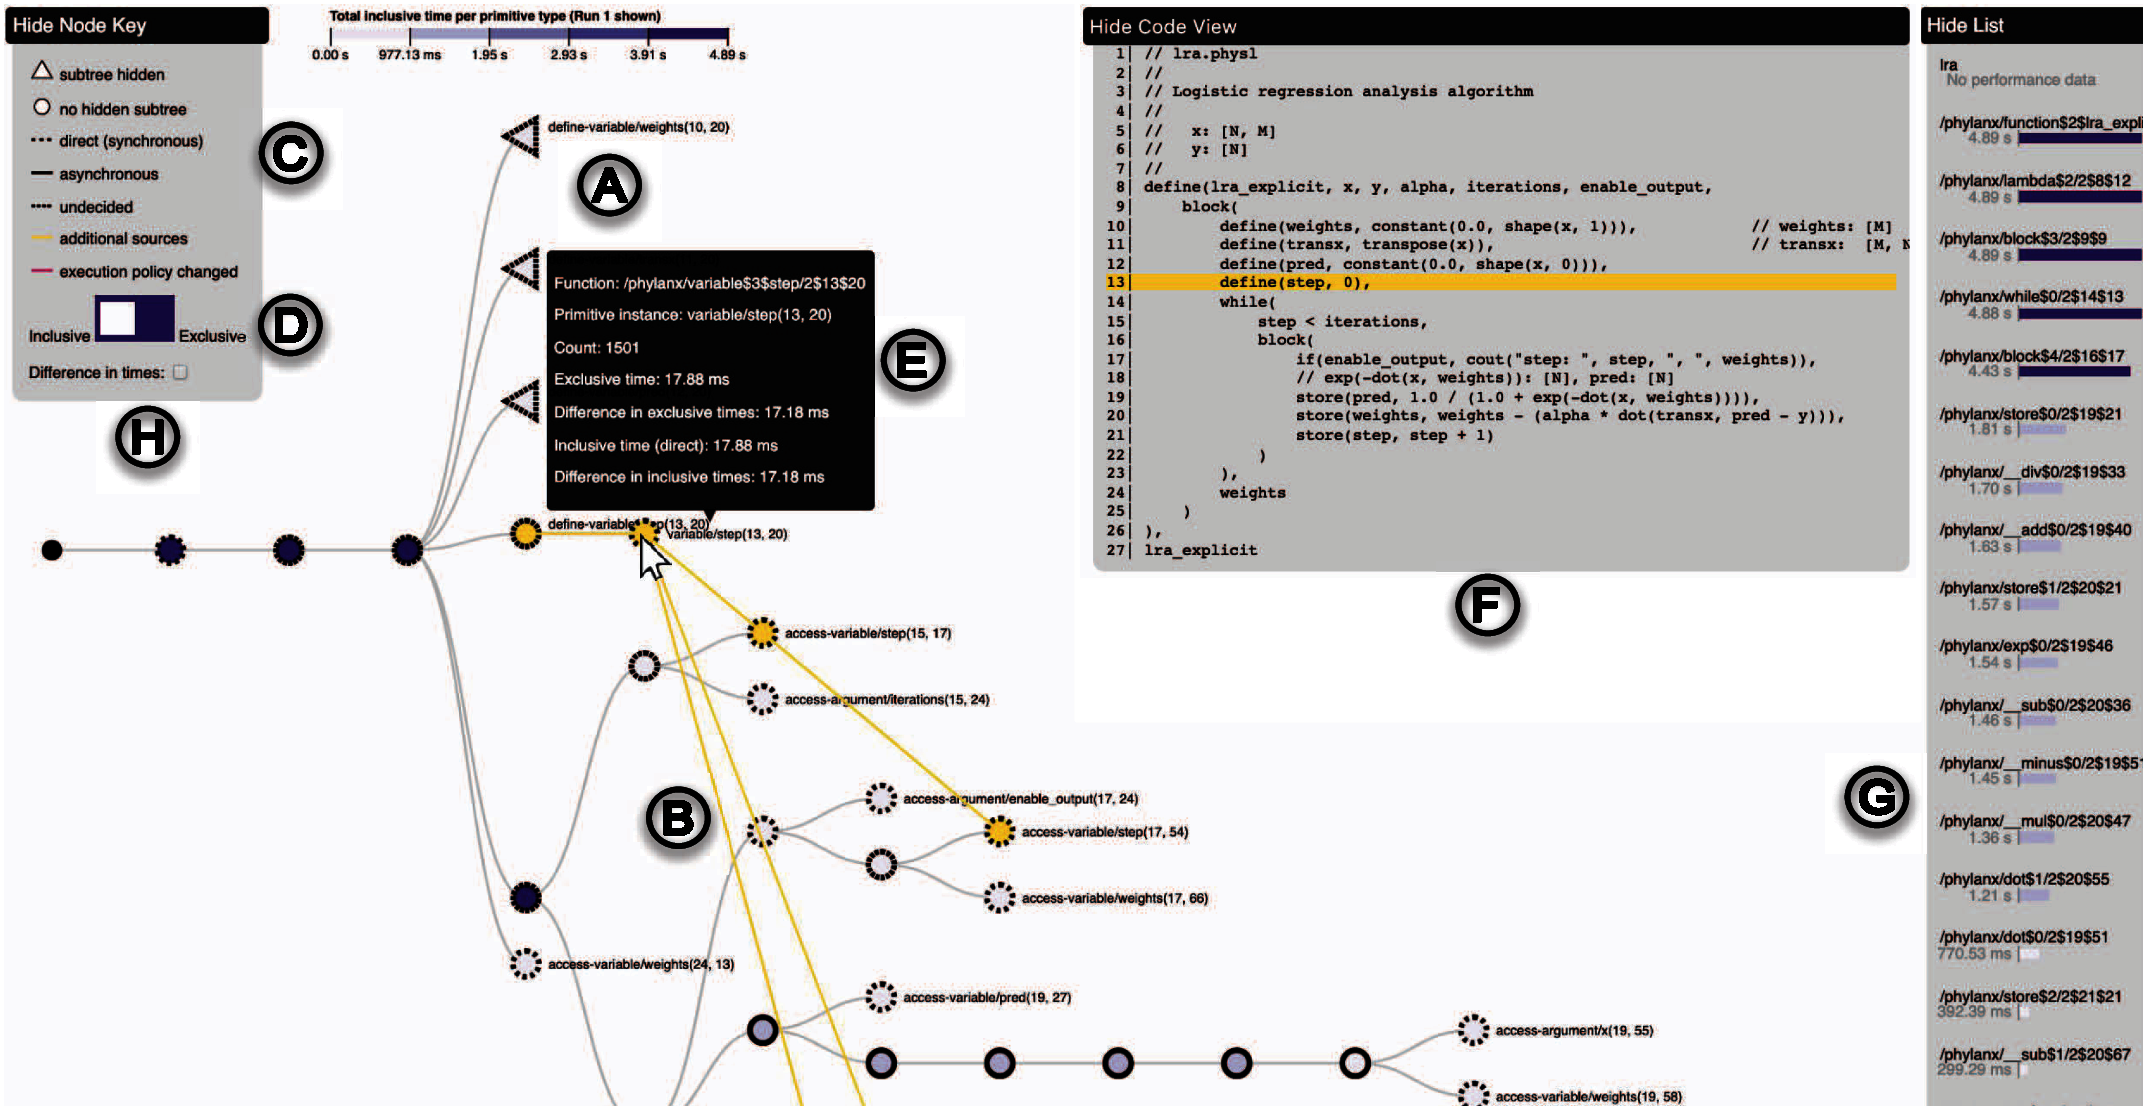 Hide Node Key
subtree hidden
no hidden subtree
direct (synchronous)
asynchronous
undecided
additional sources
execution policy changed
Inclusive Exclusive
Difference in times:
C
D
H
Total inclusive time per primitive type (Run 1 shown)
0.00 s 977.13 ms 1.95 s 2.93 s 3.91 s 4.89 s
define-variable/weights(10, 20)
A
Function: /phylanx/variable$3$step/2$13$20
Primitive instance: variable/step(13, 20)
Count: 1501
Exclusive time: 17.88 ms
Difference in exclusive times: 17.18 ms
Inclusive time (direct): 17.88 ms
Difference in inclusive times: 17.18 ms
E
variable/step(13, 20)
access-variable/step(15, 17)
access-argument/iterations(15, 24)
B
access-argument/enable_output(17, 24)
access-variable/step(17, 54)
access-variable/weights(17, 66)
access-variable/weights(24, 13)
access-variable/pred(19, 27)
access-argument/x(19, 55)
access-variable/weights(19, 58)
Hide Code View
1| // lra.physl
2| //
3| // Logistic regression analysis algorithm
4| //
5| //   x: [N, M]
6| //   y: [N]
7| //
8| define(lra_explicit, x, y, alpha, iterations, enable_output,
9|     block(
10|         define(weights, constant(0.0, shape(x, 1))),            // weights: [M]
11|         define(transx, transpose(x)),                           // transx:  [M, N
12|         define(pred, constant(0.0, shape(x, 0))),
13|         define(step, 0),
14|         while(
15|             step < iterations,
16|             block(
17|                 if(enable_output, cout("step: ", step, ", ", weights)),
18|                 // exp(-dot(x, weights)): [N], pred: [N]
19|                 store(pred, 1.0 / (1.0 + exp(-dot(x, weights)))),
20|                 store(weights, weights - (alpha * dot(transx, pred - y))),
21|                 store(step, step + 1)
22|             )
23|         ),
24|         weights
25|     )
26| ),
27| lra_explicit
F
Hide List
lra
No performance data
/phylanx/function$2$lra_expli
4.89 s
/phylanx/lambda$2/2$8$12
4.89 s
/phylanx/block$3/2$9$9
4.89 s
/phylanx/while$0/2$14$13
4.88 s
/phylanx/block$4/2$16$17
4.43 s
/phylanx/store$0/2$19$21
1.81 s
/phylanx/__div$0/2$19$33
1.70 s
/phylanx/__add$0/2$19$40
1.63 s
/phylanx/store$1/2$20$21
1.57 s
/phylanx/exp$0/2$19$46
1.54 s
/phylanx/__sub$0/2$20$36
1.46 s
/phylanx/__minus$0/2$19$51
1.45 s
/phylanx/__mul$0/2$20$47
1.36 s
/phylanx/dot$1/2$20$55
1.21 s
/phylanx/dot$0/2$19$51
770.53 ms
/phylanx/store$2/2$21$21
392.39 ms
/phylanx/__sub$1/2$20$67
299.29 ms
G